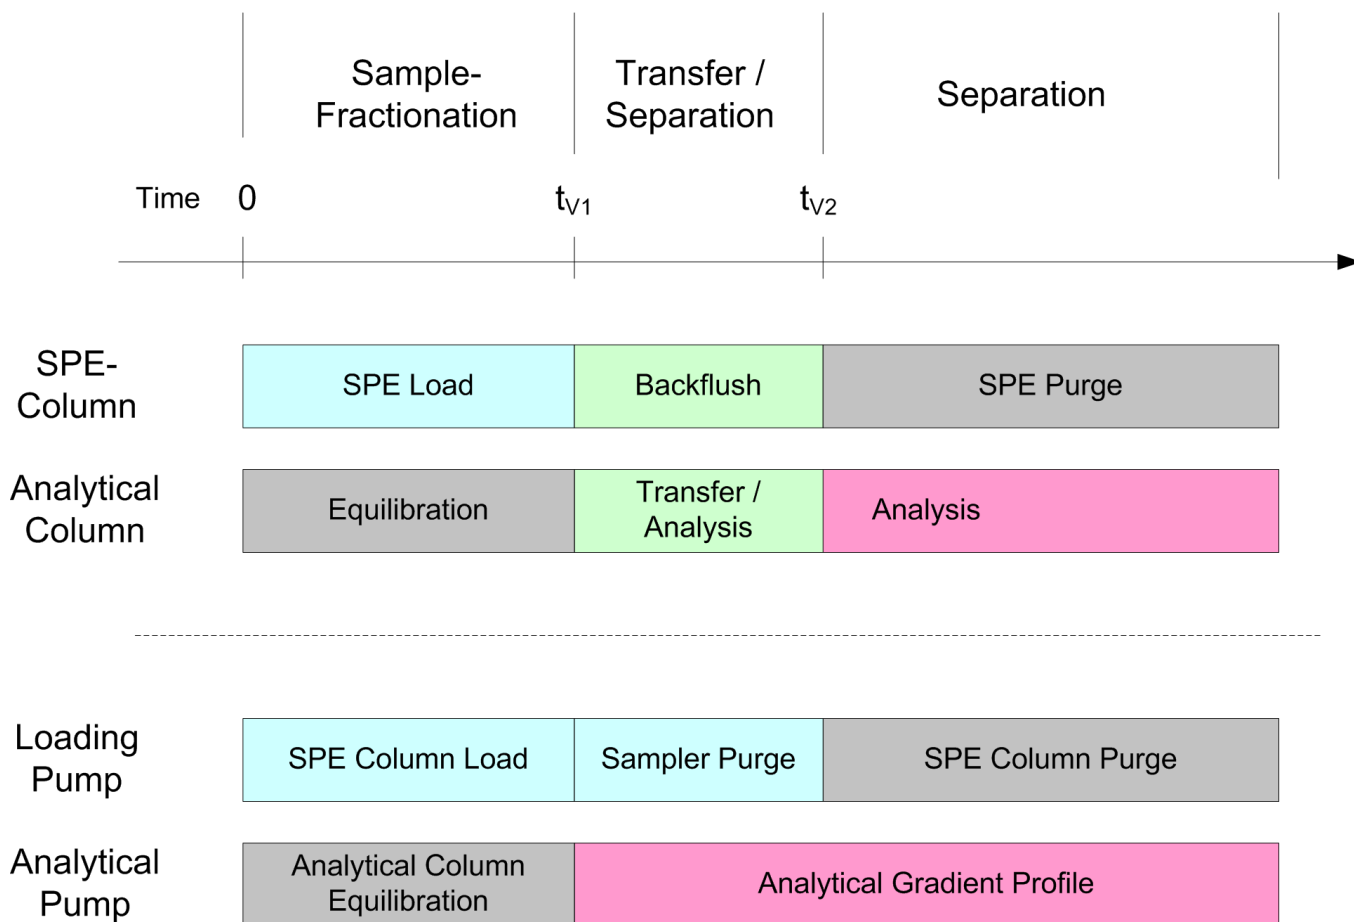 Sample-
Fractionation
Transfer /
Separation
Separation
Time 0 tV1 tV2
SPE-
Column
SPE Load
Backflush
SPE Purge
Analytical
Column
Equilibration
Transfer /
Analysis
Analysis
Loading
Pump
SPE Column Load
Sampler Purge
SPE Column Purge
Analytical
Pump
Analytical Column
Equilibration
Analytical Gradient Profile